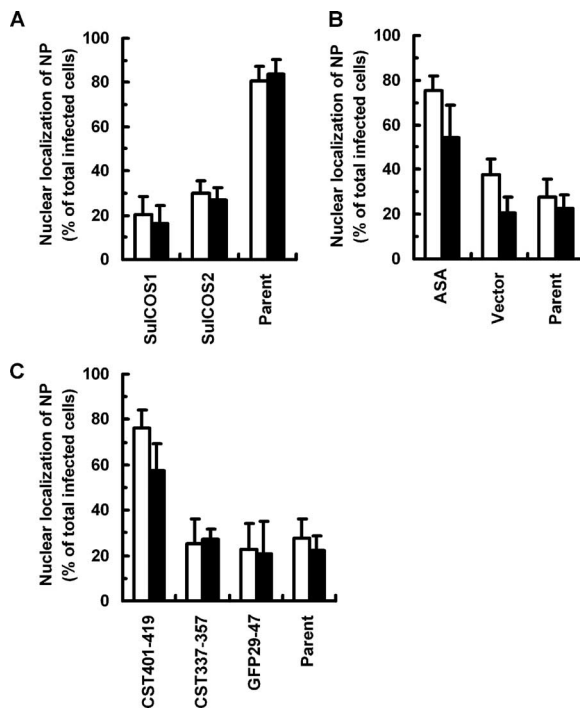 A
Nuclear localization of NP
(% of total infected cells)
100
80
60
40
20
0
SulCOS1
SulCOS2
Parent
B
Nuclear localization of NP
(% of total infected cells)
100
80
60
40
20
0
ASA
Vector
Parent
C
Nuclear localization of NP
(% of total infected cells)
100
80
60
40
20
0
CST401-419
CST337-357
GFP29-47
Parent